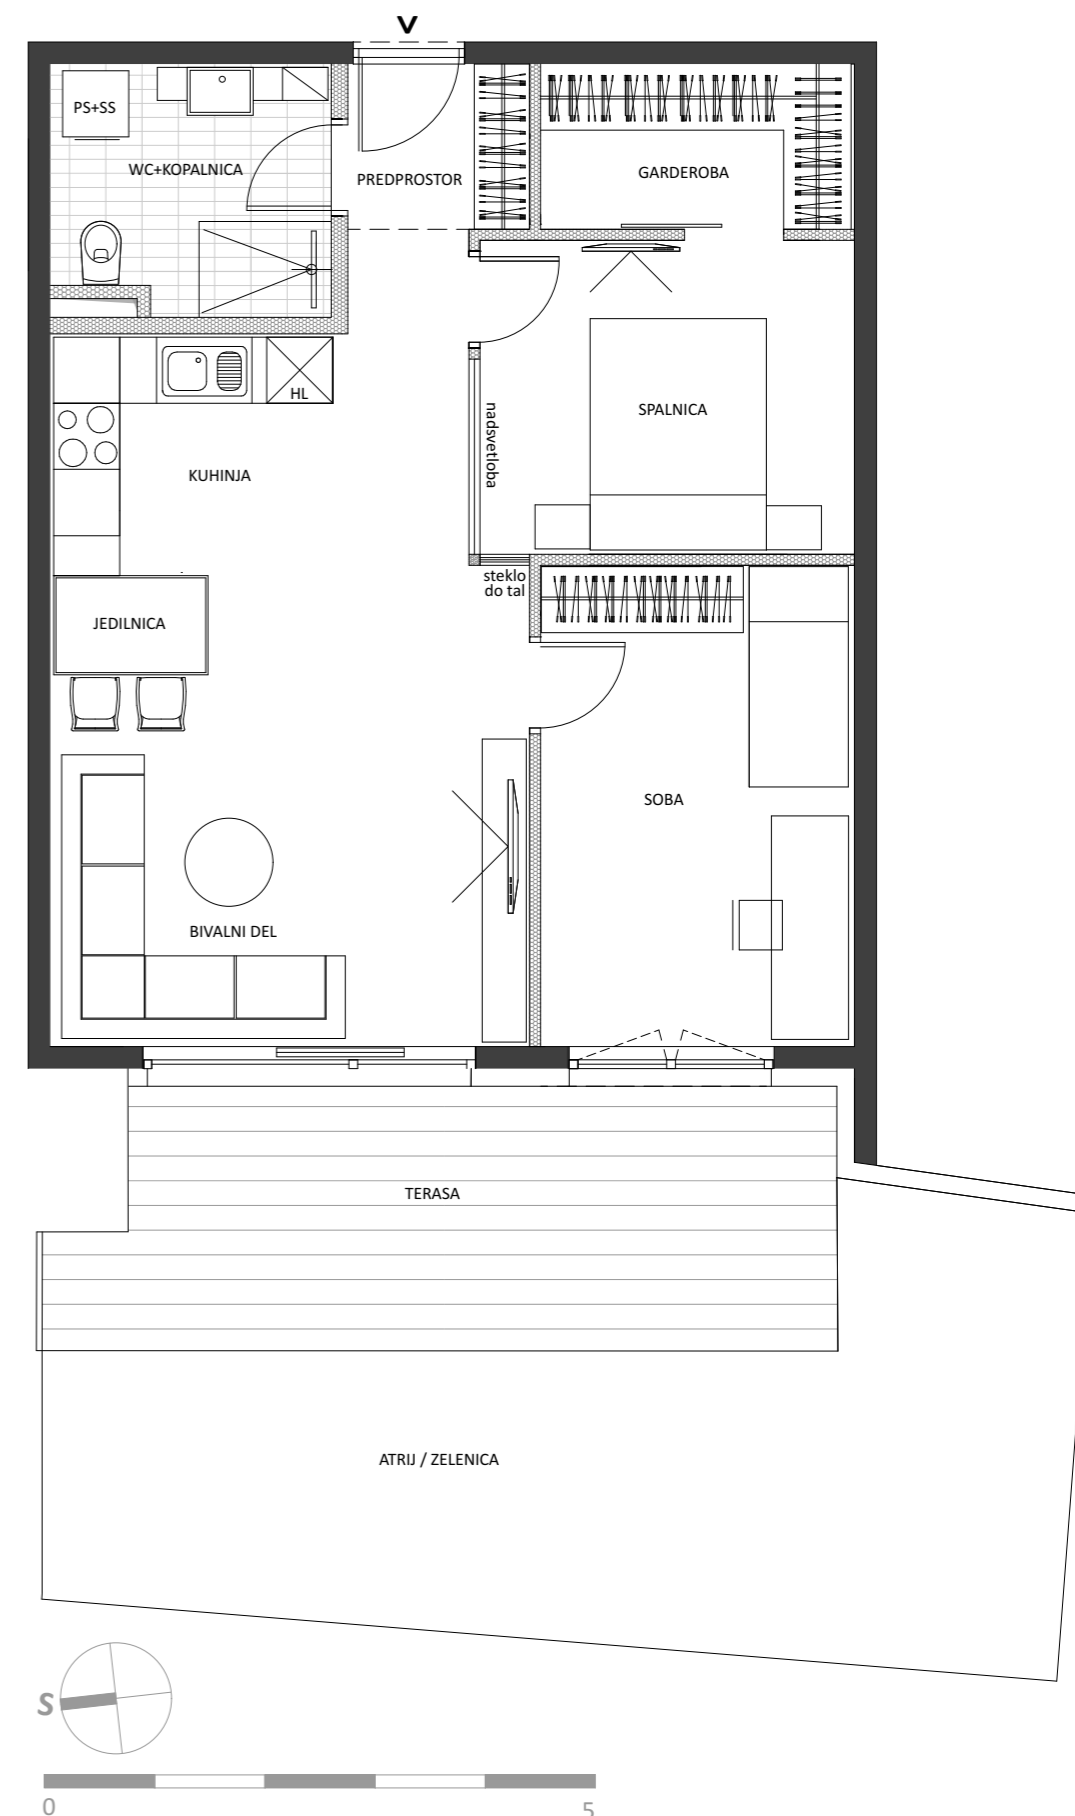 V
PS+SS
WC+KOPALNICA
PREDPROSTOR
GARDEROBA
HL
nadsvetloba
SPALNICA
KUHINJA
steklo
do tal
JEDILNICA
SOBA
BIVALNI DEL
TERASA
ATRIJ / ZELENICA
S
0
5